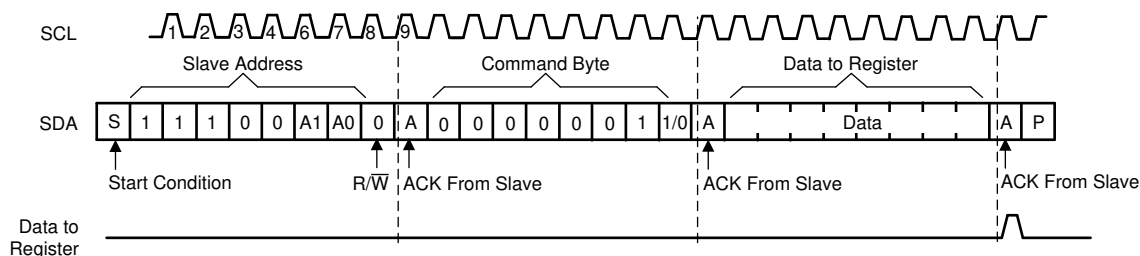 SCL 1 2 3 4 6 7 8 9
Slave Address Command Byte Data to Register
SDA S 1 1 1 0 0 A1 A0 0 A 0 0 0 0 0 0 1 1/0 A Data A P
Start Condition R/W̅ ACK From Slave ACK From Slave ACK From Slave
Data to
Register